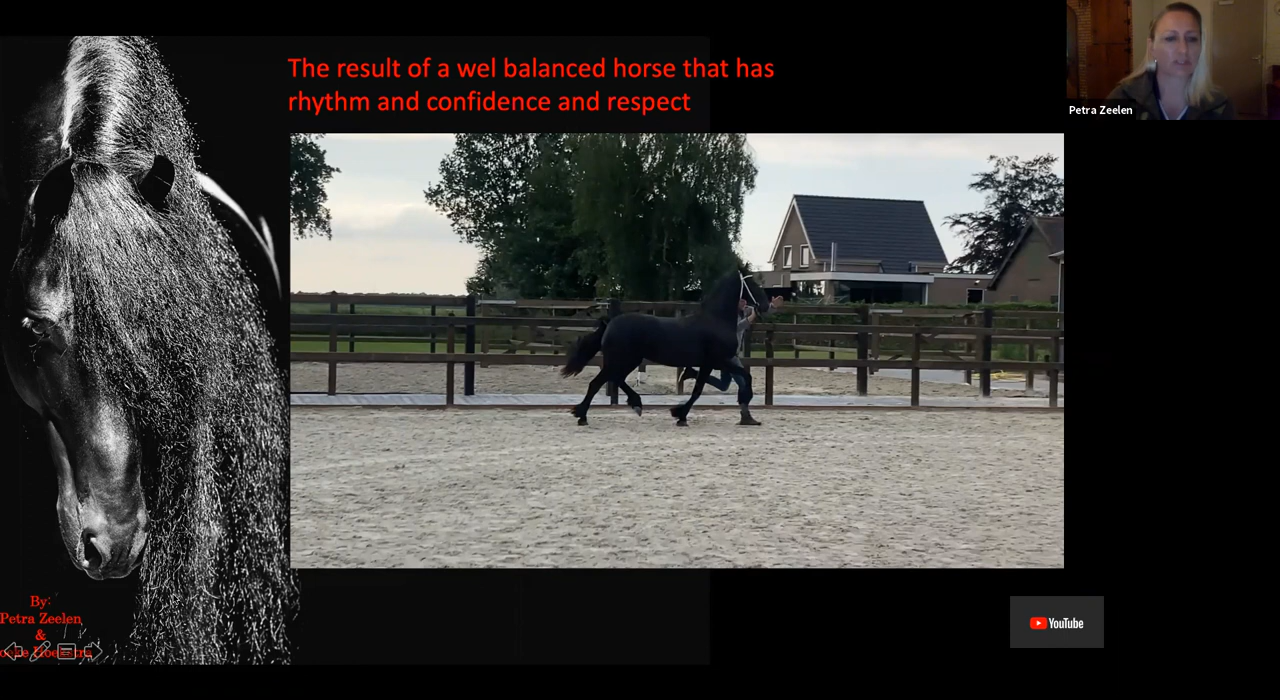 The result of a wel balanced horse that has
rhythm and confidence and respect
Petra Zeelen
By:
Petra Zeelen
&
YouTube